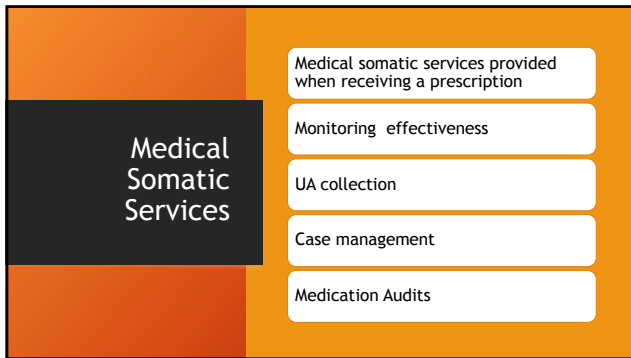 Medical
Somatic
Services
Medical somatic services provided
when receiving a prescription
Monitoring effectiveness
UA collection
Case management
Medication Audits